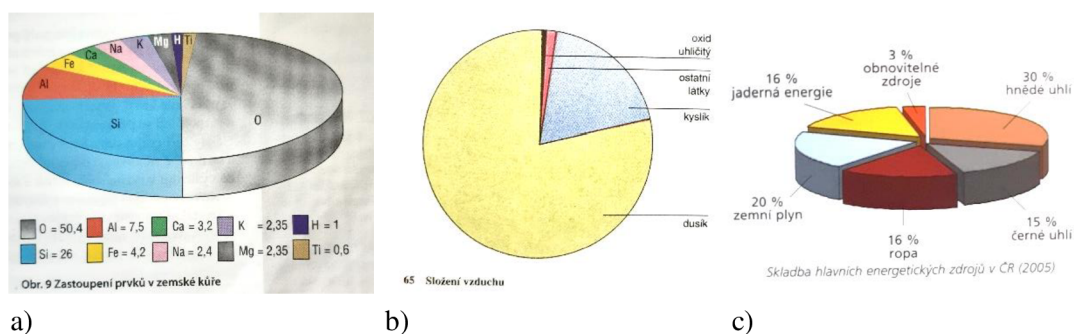 Al
Fe
Ca
Na
K
Mg
H
Ti
Si
O
O = 50,4 Al = 7,5 Ca = 3,2 K = 2,35 H = 1
Si = 26 Fe = 4,2 Na = 2,4 Mg = 2,35 Ti = 0,6
Obr. 9 Zastoupení prvků v zemské kůře
a)
oxid
uhličitý
ostatní
látky
kyslík
dusík
65 Složení vzduchu
b)
3 %
obnovitelné
zdroje
16 %
jaderná energie
30 %
hnědé uhlí
20 %
zemní plyn
16 %
ropa
15 %
černé uhlí
Skladba hlavních energetických zdrojů v ČR (2005)
c)